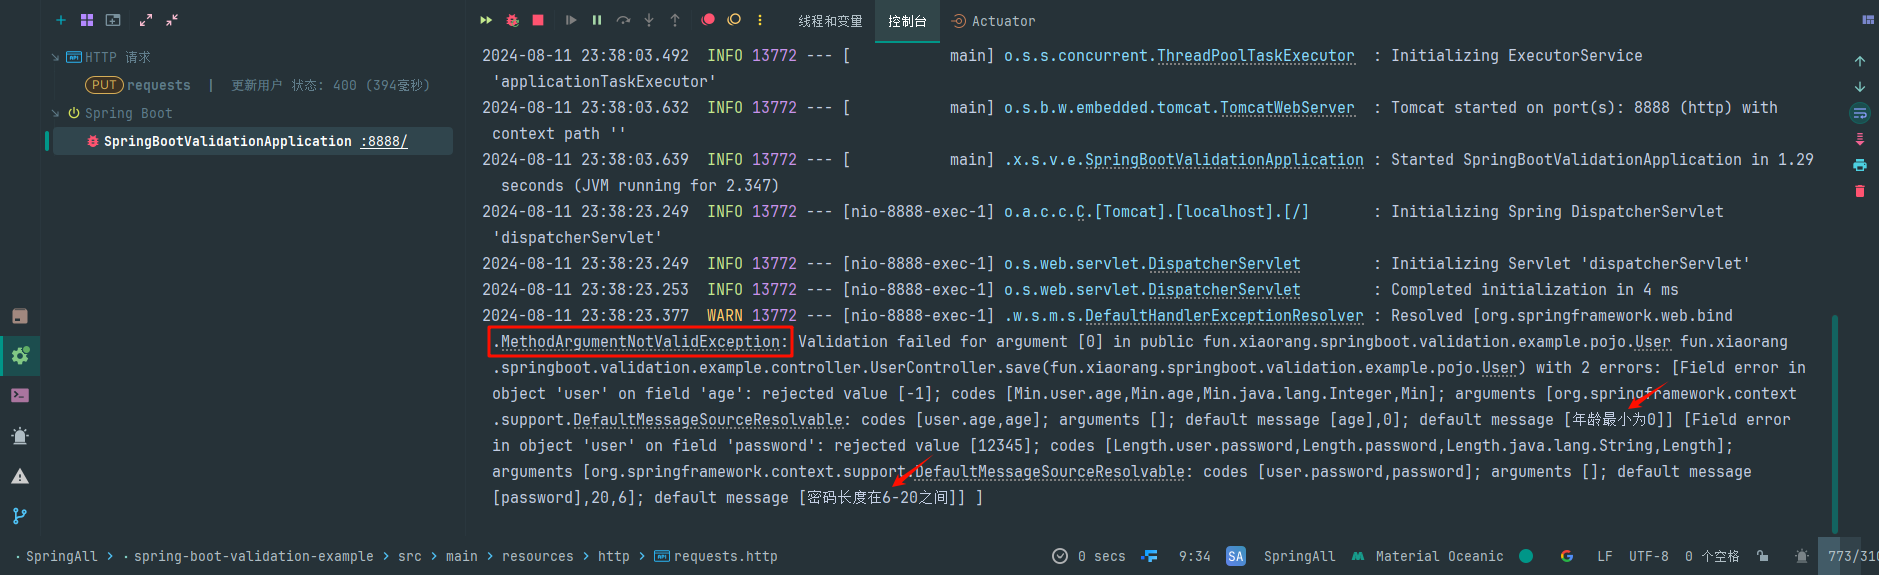 线程和变量
控制台
Actuator
HTTP 请求
PUT requests | 更新用户 状态: 400 (394毫秒)
Spring Boot
SpringBootValidationApplication :8888/
2024-08-11 23:38:03.492 INFO 13772 --- [ main] o.s.s.concurrent.ThreadPoolTaskExecutor : Initializing ExecutorService
'applicationTaskExecutor'
2024-08-11 23:38:03.632 INFO 13772 --- [ main] o.s.b.w.embedded.tomcat.TomcatWebServer : Tomcat started on port(s): 8888 (http) with
context path ''
2024-08-11 23:38:03.639 INFO 13772 --- [ main] .x.s.v.e.SpringBootValidationApplication : Started SpringBootValidationApplication in 1.29
seconds (JVM running for 2.347)
2024-08-11 23:38:23.249 INFO 13772 --- [nio-8888-exec-1] o.a.c.c.C.[Tomcat].[localhost].[/] : Initializing Spring DispatcherServlet
'dispatcherServlet'
2024-08-11 23:38:23.249 INFO 13772 --- [nio-8888-exec-1] o.s.web.servlet.DispatcherServlet : Initializing Servlet 'dispatcherServlet'
2024-08-11 23:38:23.253 INFO 13772 --- [nio-8888-exec-1] o.s.web.servlet.DispatcherServlet : Completed initialization in 4 ms
2024-08-11 23:38:23.377 WARN 13772 --- [nio-8888-exec-1] .w.s.m.s.DefaultHandlerExceptionResolver : Resolved [org.springframework.web.bind
.MethodArgumentNotValidException: Validation failed for argument [0] in public fun.xiaorang.springboot.validation.example.pojo.User fun.xiaorang
.springboot.validation.example.controller.UserController.save(fun.xiaorang.springboot.validation.example.pojo.User) with 2 errors: [Field error in
object 'user' on field 'age': rejected value [-1]; codes [Min.user.age,Min.age,Min.java.lang.Integer,Min]; arguments [org.springframework.context
.support.DefaultMessageSourceResolvable: codes [user.age,age]; arguments []; default message [age],0]; default message [年龄最小为0]] [Field error
in object 'user' on field 'password': rejected value [12345]; codes [Length.user.password,Length.password,Length.java.lang.String,Length];
arguments [org.springframework.context.support.DefaultMessageSourceResolvable: codes [user.password,password]; arguments []; default message
[password],20,6]; default message [密码长度在6-20之间]] ]
SpringAll > spring-boot-validation-example > src > main > resources > http > requests.http
0 secs
9:34
SA SpringAll
Material Oceanic
LF
UTF-8
0 个空格